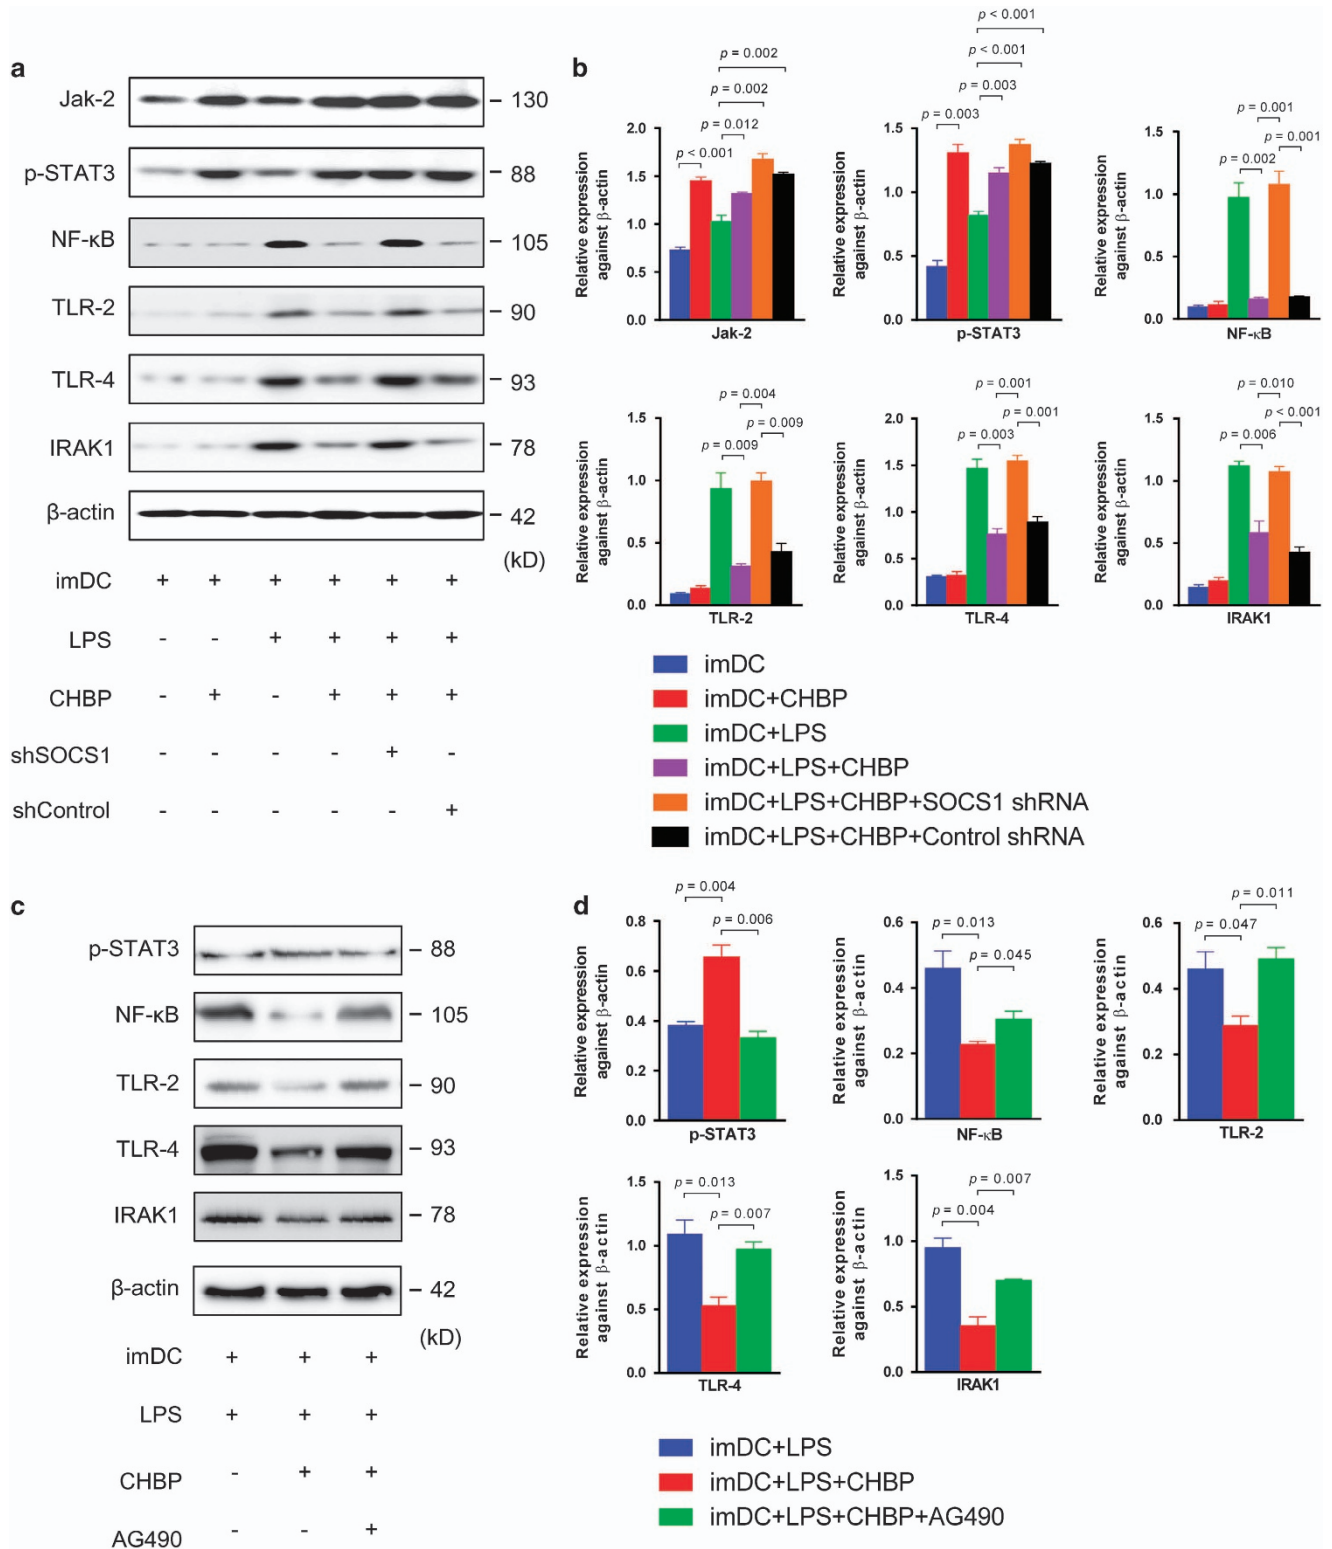 a
Jak-2
130
p-STAT3
88
NF-κB
105
TLR-2
90
TLR-4
93
IRAK1
78
β-actin
42
(kD)
imDC + + + + + +
LPS - - + + + +
CHBP - + - + + +
shSOCS1 - - - - + -
shControl - - - - - +
b
p = 0.002
p = 0.002
p = 0.012
p < 0.001
Relative expression
against β-actin
2.0
1.5
1.0
0.5
0.0
Jak-2
p < 0.001
p < 0.001
p = 0.003
p = 0.003
Relative expression
against β-actin
1.5
1.0
0.5
0.0
p-STAT3
p = 0.001
p = 0.001
p = 0.002
Relative expression
against β-actin
1.5
1.0
0.5
0.0
NF-κB
p = 0.004
p = 0.009
p = 0.009
Relative expression
against β-actin
1.5
1.0
0.5
0.0
TLR-2
p = 0.001
p = 0.001
p = 0.003
Relative expression
against β-actin
2.0
1.5
1.0
0.5
0.0
TLR-4
p = 0.010
p < 0.001
p = 0.006
Relative expression
against β-actin
1.5
1.0
0.5
0.0
IRAK1
imDC
imDC+CHBP
imDC+LPS
imDC+LPS+CHBP
imDC+LPS+CHBP+SOCS1 shRNA
imDC+LPS+CHBP+Control shRNA
c
p-STAT3
88
NF-κB
105
TLR-2
90
TLR-4
93
IRAK1
78
β-actin
42
(kD)
imDC + + +
LPS + + +
CHBP - + +
AG490 - - +
d
p = 0.004
p = 0.006
Relative expression
against β-actin
0.8
0.6
0.4
0.2
0.0
p-STAT3
p = 0.013
p = 0.045
Relative expression
against β-actin
0.6
0.4
0.2
0.0
NF-κB
p = 0.011
p = 0.047
Relative expression
against β-actin
0.6
0.4
0.2
0.0
TLR-2
p = 0.013
p = 0.007
Relative expression
against β-actin
1.5
1.0
0.5
0.0
TLR-4
p = 0.007
p = 0.004
Relative expression
against β-actin
1.5
1.0
0.5
0.0
IRAK1
imDC+LPS
imDC+LPS+CHBP
imDC+LPS+CHBP+AG490